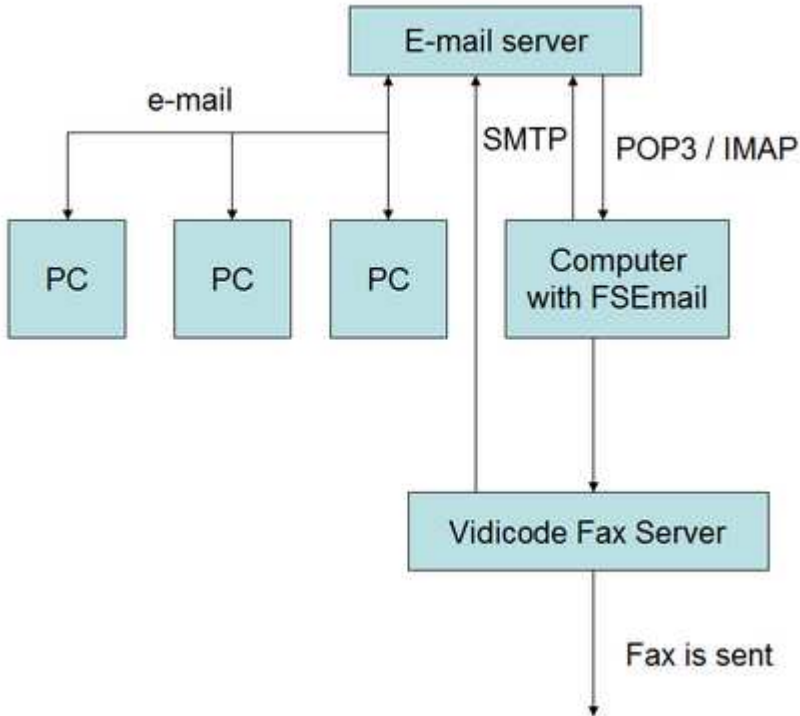 E-mail server
e-mail
SMTP
POP3 / IMAP
PC
PC
PC
Computer
with FSEmail
Vidicode Fax Server
Fax is sent